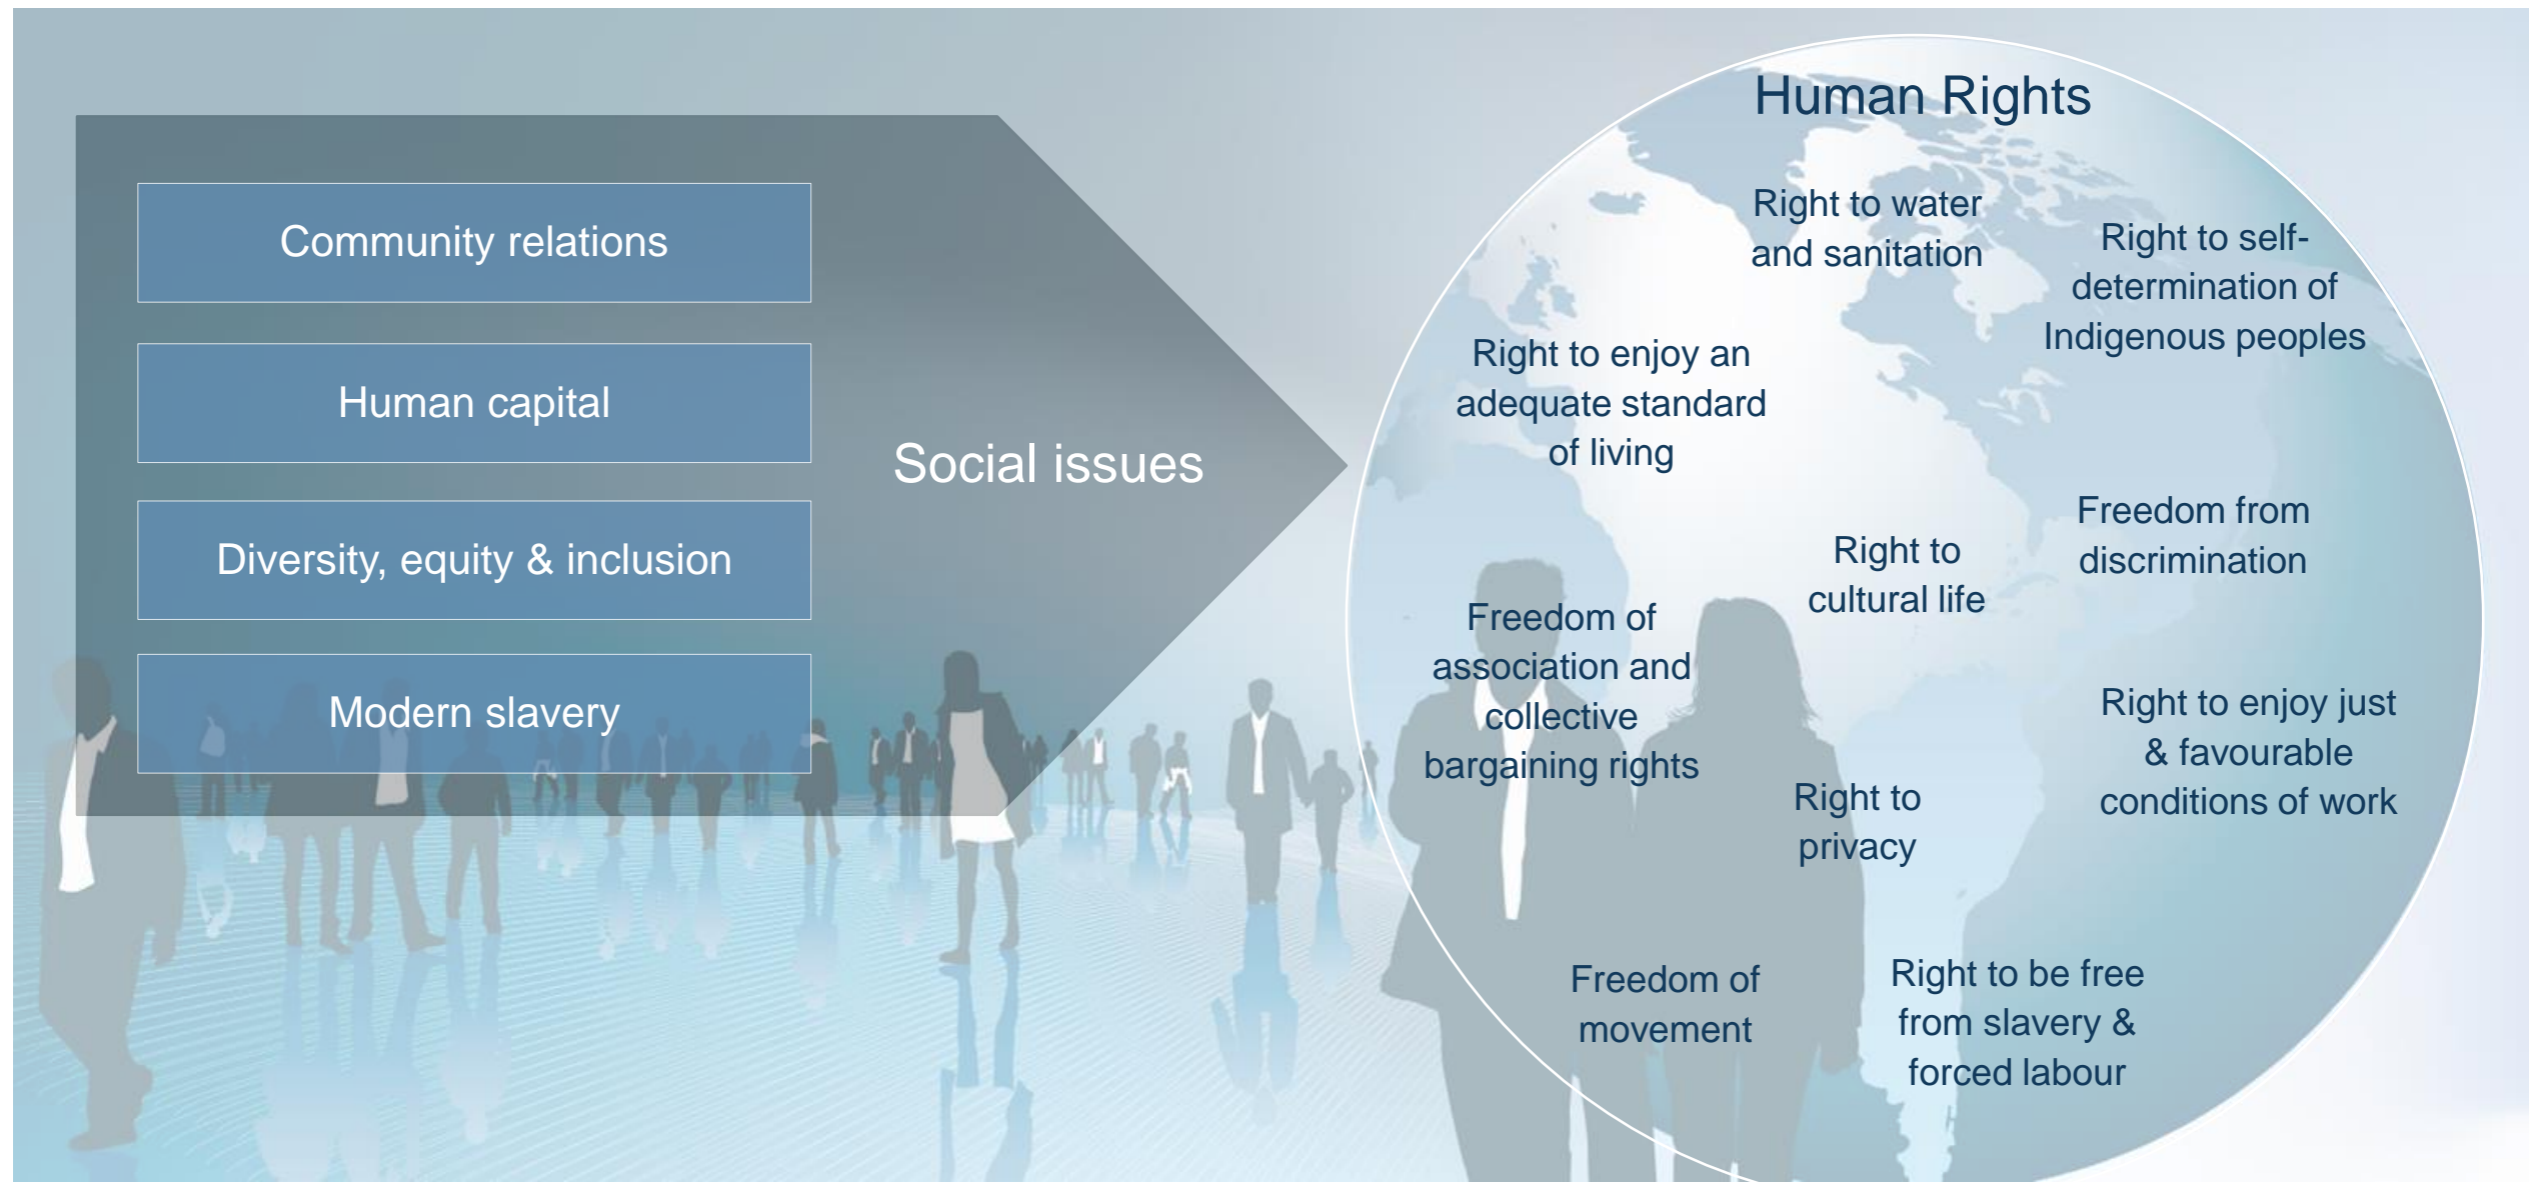 Community relations
Human capital
Diversity, equity & inclusion
Modern slavery
Social issues
Human Rights
Right to water
and sanitation
Right to self-
determination of
Indigenous peoples
Right to enjoy an
adequate standard
of living
Freedom from
discrimination
Right to
cultural life
Freedom of
association and
collective
bargaining rights
Right to enjoy just
& favourable
conditions of work
Right to
privacy
Freedom of
movement
Right to be free
from slavery &
forced labour